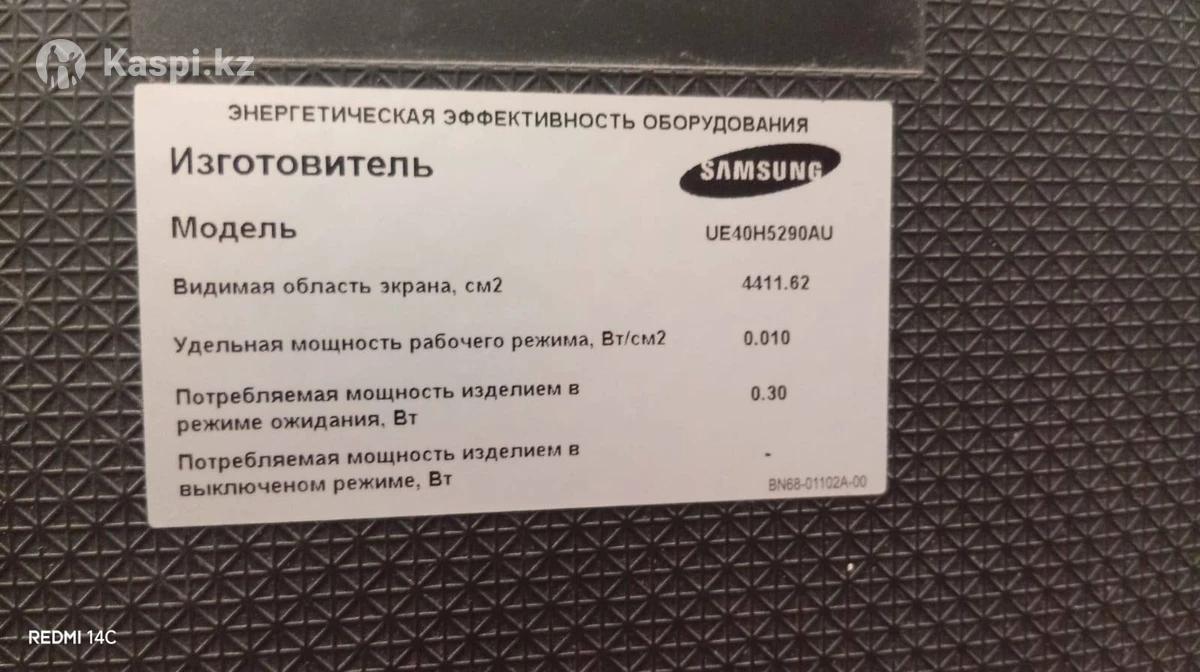 Kaspi.kz
ЭНЕРГЕТИЧЕСКАЯ ЭФФЕКТИВНОСТЬ ОБОРУДОВАНИЯ
Изготовитель SAMSUNG
Модель UE40H5290AU
Видимая область экрана, см2 4411.62
Удельная мощность рабочего режима, Вт/см2 0.010
Потребляемая мощность изделием в 0.30
режиме ожидания, Вт
Потребляемая мощность изделием в -
выключеном режиме, Вт
BN68-01102A-00
REDMI 14C